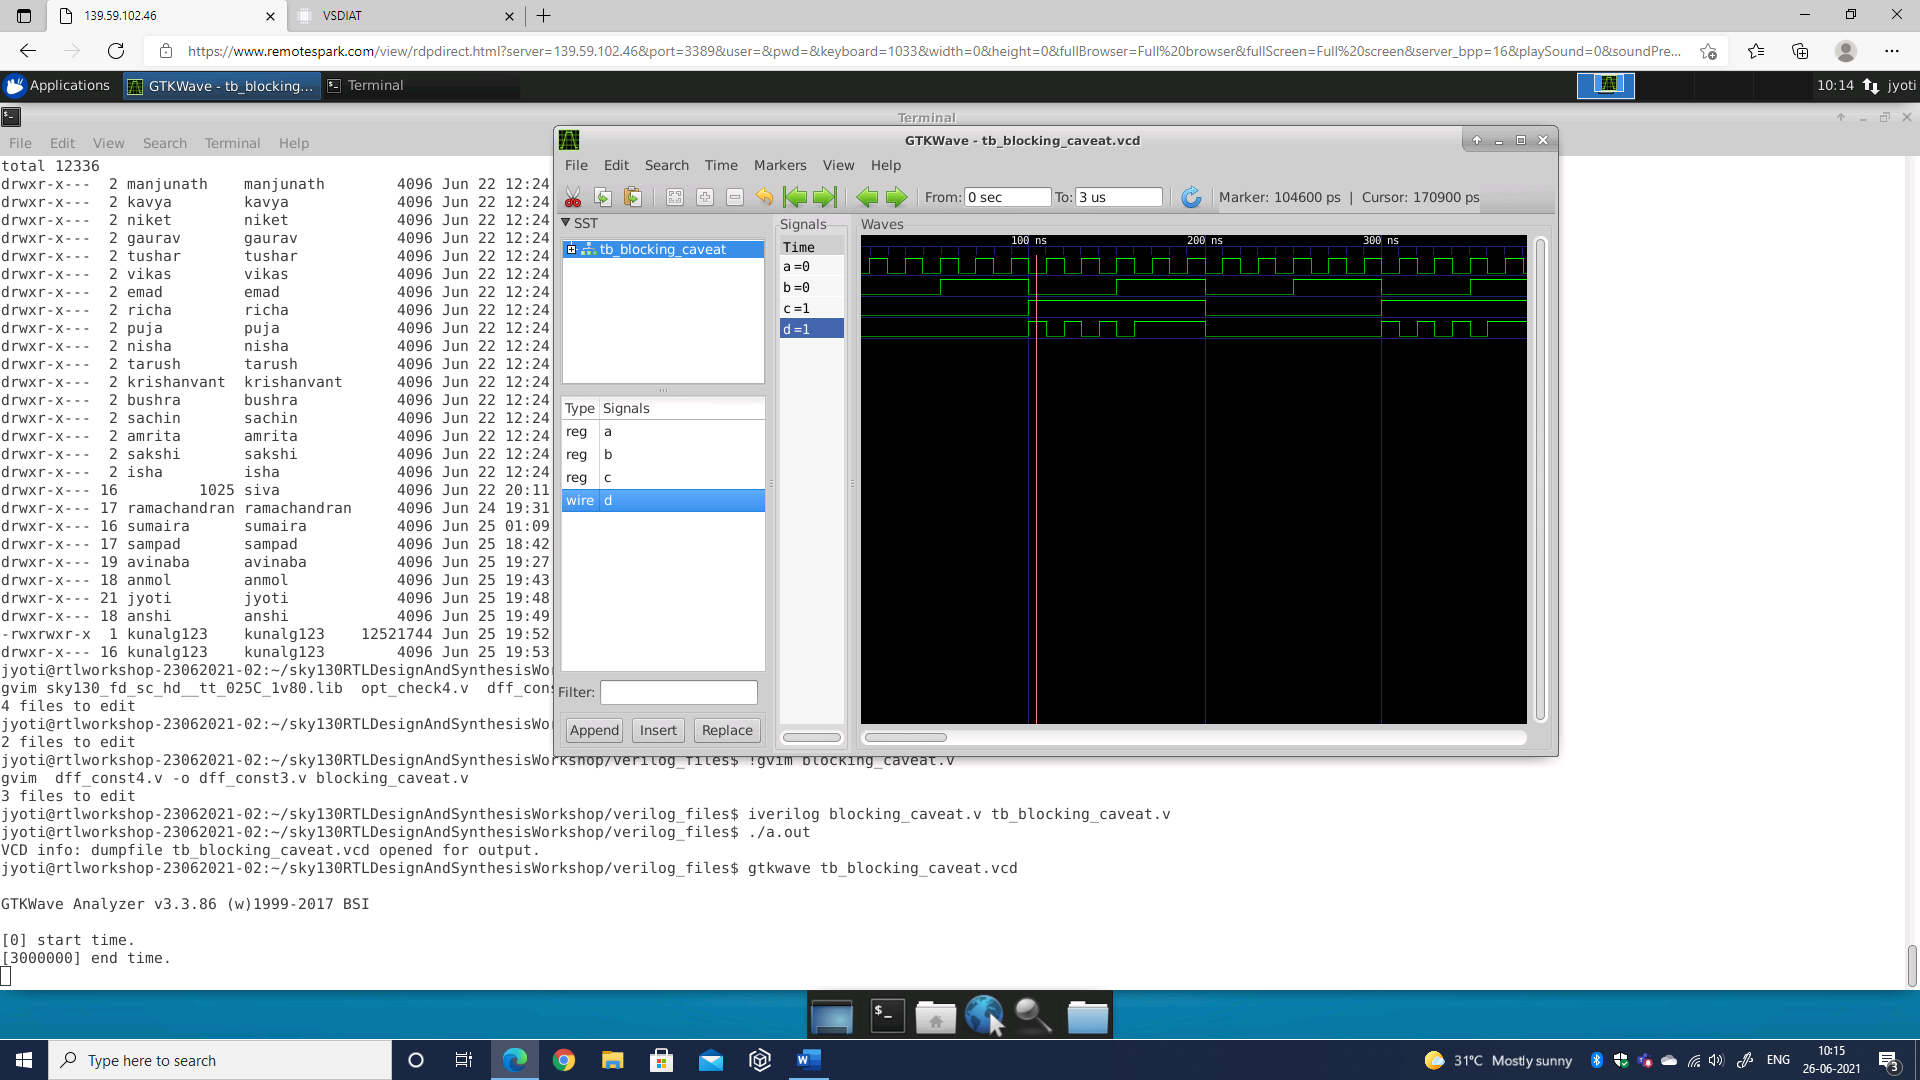 139.59.102.46
VSDIAT
https://www.remotespark.com/view/rdpdirect.html?server=139.59.102.46&port=3389&user=&pwd=&keyboard=1033&width=0&height=0&fullBrowser=Full%20browser&fullScreen=Full%20screen&server_bpp=16&playSound=0&soundPre...
Applications
GTKWave - tb_blocking...
Terminal
10:14
jyoti
Terminal
File Edit View Search Terminal Help
total 12336
drwxr-x--- 2 manjunath manjunath 4096 Jun 22 12:24
drwxr-x--- 2 kavya kavya 4096 Jun 22 12:24
drwxr-x--- 2 niket niket 4096 Jun 22 12:24
drwxr-x--- 2 gaurav gaurav 4096 Jun 22 12:24
drwxr-x--- 2 tushar tushar 4096 Jun 22 12:24
drwxr-x--- 2 vikas vikas 4096 Jun 22 12:24
drwxr-x--- 2 emad emad 4096 Jun 22 12:24
drwxr-x--- 2 richa richa 4096 Jun 22 12:24
drwxr-x--- 2 puja puja 4096 Jun 22 12:24
drwxr-x--- 2 nisha nisha 4096 Jun 22 12:24
drwxr-x--- 2 tarush tarush 4096 Jun 22 12:24
drwxr-x--- 2 krishanvant krishanvant 4096 Jun 22 12:24
drwxr-x--- 2 bushra bushra 4096 Jun 22 12:24
drwxr-x--- 2 sachin sachin 4096 Jun 22 12:24
drwxr-x--- 2 amrita amrita 4096 Jun 22 12:24
drwxr-x--- 2 sakshi sakshi 4096 Jun 22 12:24
drwxr-x--- 2 isha isha 4096 Jun 22 12:24
drwxr-x--- 16 1025 siva 4096 Jun 22 20:11
drwxr-x--- 17 ramachandran ramachandran 4096 Jun 24 19:31
drwxr-x--- 16 sumaira sumaira 4096 Jun 25 01:09
drwxr-x--- 17 sampad sampad 4096 Jun 25 18:42
drwxr-x--- 19 avinaba avinaba 4096 Jun 25 19:27
drwxr-x--- 18 anmol anmol 4096 Jun 25 19:43
drwxr-x--- 21 jyoti jyoti 4096 Jun 25 19:48
drwxr-x--- 18 anshi anshi 4096 Jun 25 19:49
-rwxrwxr-x 1 kunalg123 kunalg123 12521744 Jun 25 19:52
drwxr-x--- 16 kunalg123 kunalg123 4096 Jun 25 19:53
jyoti@rtlworkshop-23062021-02:~/sky130RTLDesignAndSynthesisWo
gvim sky130_fd_sc_hd__tt_025C_1v80.lib opt_check4.v dff_cons
4 files to edit
jyoti@rtlworkshop-23062021-02:~/sky130RTLDesignAndSynthesisWo
2 files to edit
jyoti@rtlworkshop-23062021-02:~/sky130RTLDesignAndSynthesisWorkshop/verilog_files$ !gvim blocking_caveat.v
gvim dff_const4.v -o dff_const3.v blocking_caveat.v
3 files to edit
jyoti@rtlworkshop-23062021-02:~/sky130RTLDesignAndSynthesisWorkshop/verilog_files$ iverilog blocking_caveat.v tb_blocking_caveat.v
jyoti@rtlworkshop-23062021-02:~/sky130RTLDesignAndSynthesisWorkshop/verilog_files$ ./a.out
VCD info: dumpfile tb_blocking_caveat.vcd opened for output.
jyoti@rtlworkshop-23062021-02:~/sky130RTLDesignAndSynthesisWorkshop/verilog_files$ gtkwave tb_blocking_caveat.vcd
GTKWave Analyzer v3.3.86 (w)1999-2017 BSI
[0] start time.
[3000000] end time.
GTKWave - tb_blocking_caveat.vcd
File Edit Search Time Markers View Help
From: 0 sec To: 3 us Marker: 104600 ps | Cursor: 170900 ps
SST
tb_blocking_caveat
Type Signals
reg a
reg b
reg c
wire d
Filter:
Append Insert Replace
Signals
Time
a=0
b=0
c=1
d=1
Waves
100 ns 200 ns 300 ns
Type here to search
31°C Mostly sunny
ENG
10:15
26-06-2021
3